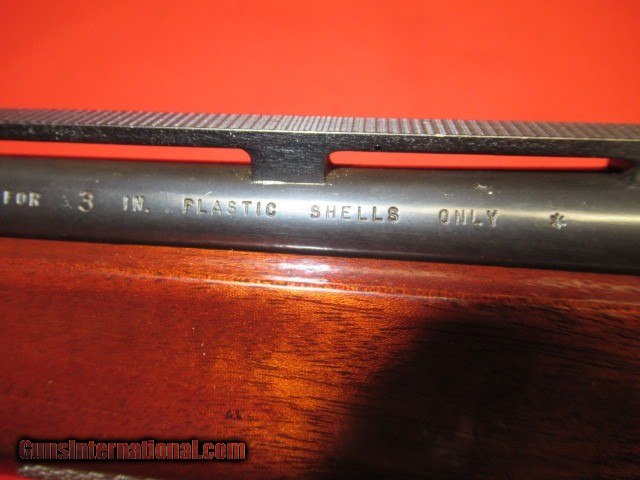 FOR 3 IN. PLASTIC SHELLS ONLY *
GunsInternational.com